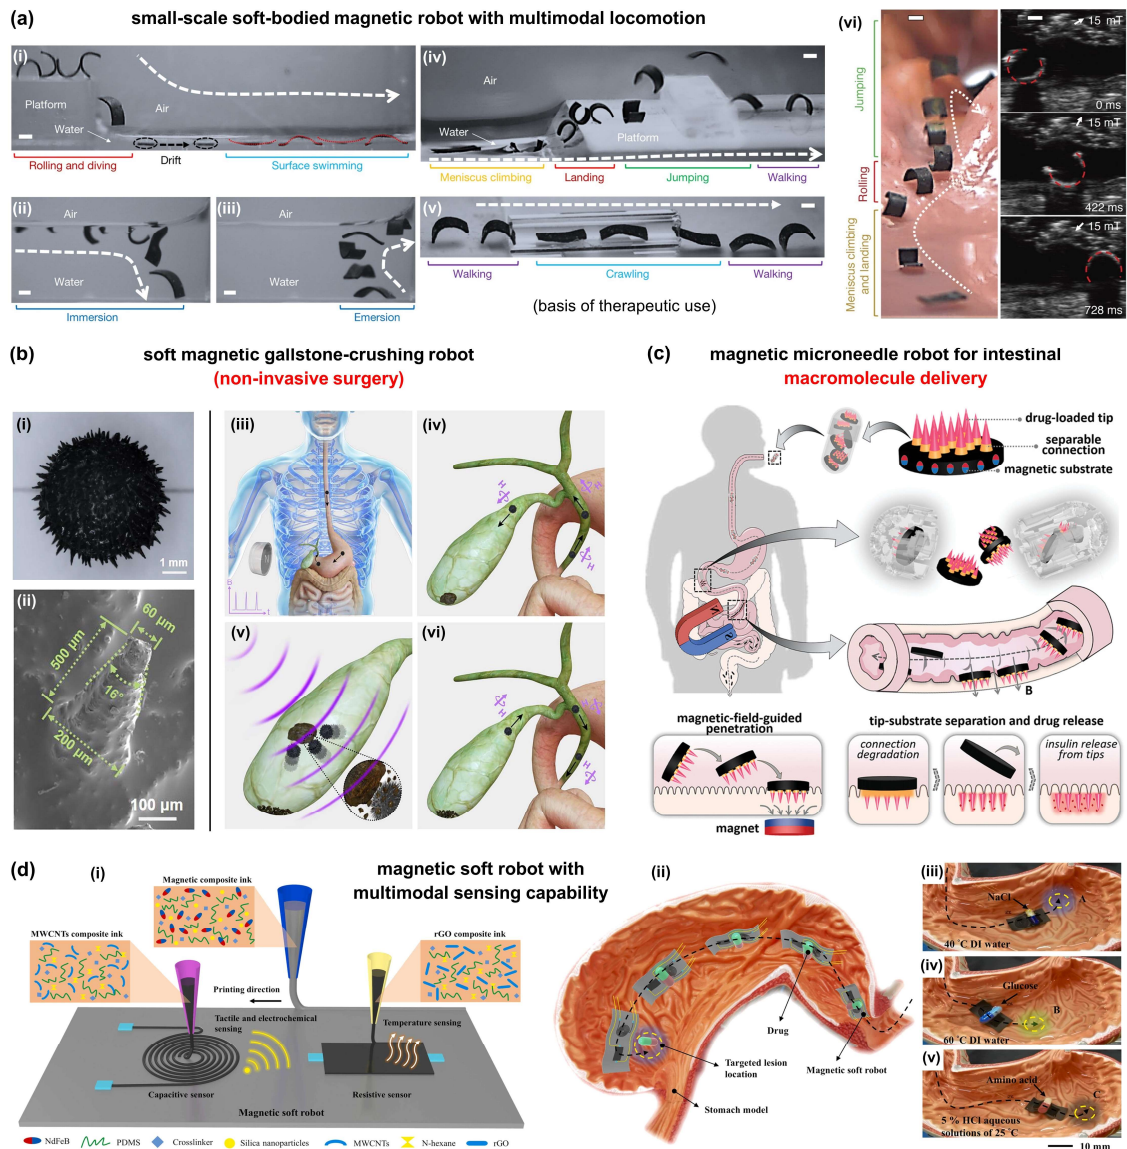 (a)
small-scale soft-bodied magnetic robot with multimodal locomotion
(i)
Platform
Air
Water
Drift
Rolling and diving
Surface swimming
(ii)
Air
Water
Immersion
(iii)
Air
Water
Emersion
(iv)
Air
Water
Platform
Meniscus climbing
Landing
Jumping
Walking
(v)
Walking
Crawling
Walking
(basis of therapeutic use)
(vi)
Jumping
Rolling
Meniscus climbing
and landing
15 mT
0 ms
15 mT
422 ms
15 mT
728 ms
(b)
soft magnetic gallstone-crushing robot
(non-invasive surgery)
(i)
1 mm
(ii)
60 μm
500 μm
16°
200 μm
100 μm
(iii)
B
t
(iv)
H
H
H
(v)
(vi)
H
H
(c)
magnetic microneedle robot for intestinal
macromolecule delivery
drug-loaded tip
separable
connection
magnetic substrate
N
B
magnetic-field-guided
penetration
magnet
tip-substrate separation and drug release
connection
degradation
insulin release
from tips
(d)
magnetic soft robot with
multimodal sensing capability
(i)
Magnetic composite ink
MWCNTs composite ink
rGO composite ink
Printing direction
Tactile and electrochemical
sensing
Temperature sensing
Capacitive sensor
Resistive sensor
Magnetic soft robot
NdFeB
PDMS
Crosslinker
Silica nanoparticles
MWCNTs
N-hexane
rGO
(ii)
Drug
Targeted lesion
location
Magnetic soft robot
Stomach model
(iii)
NaCl
A
40 °C DI water
(iv)
Glucose
B
60 °C DI water
(v)
Amino acid
C
5 % HCl aqueous
solutions of 25 °C
10 mm